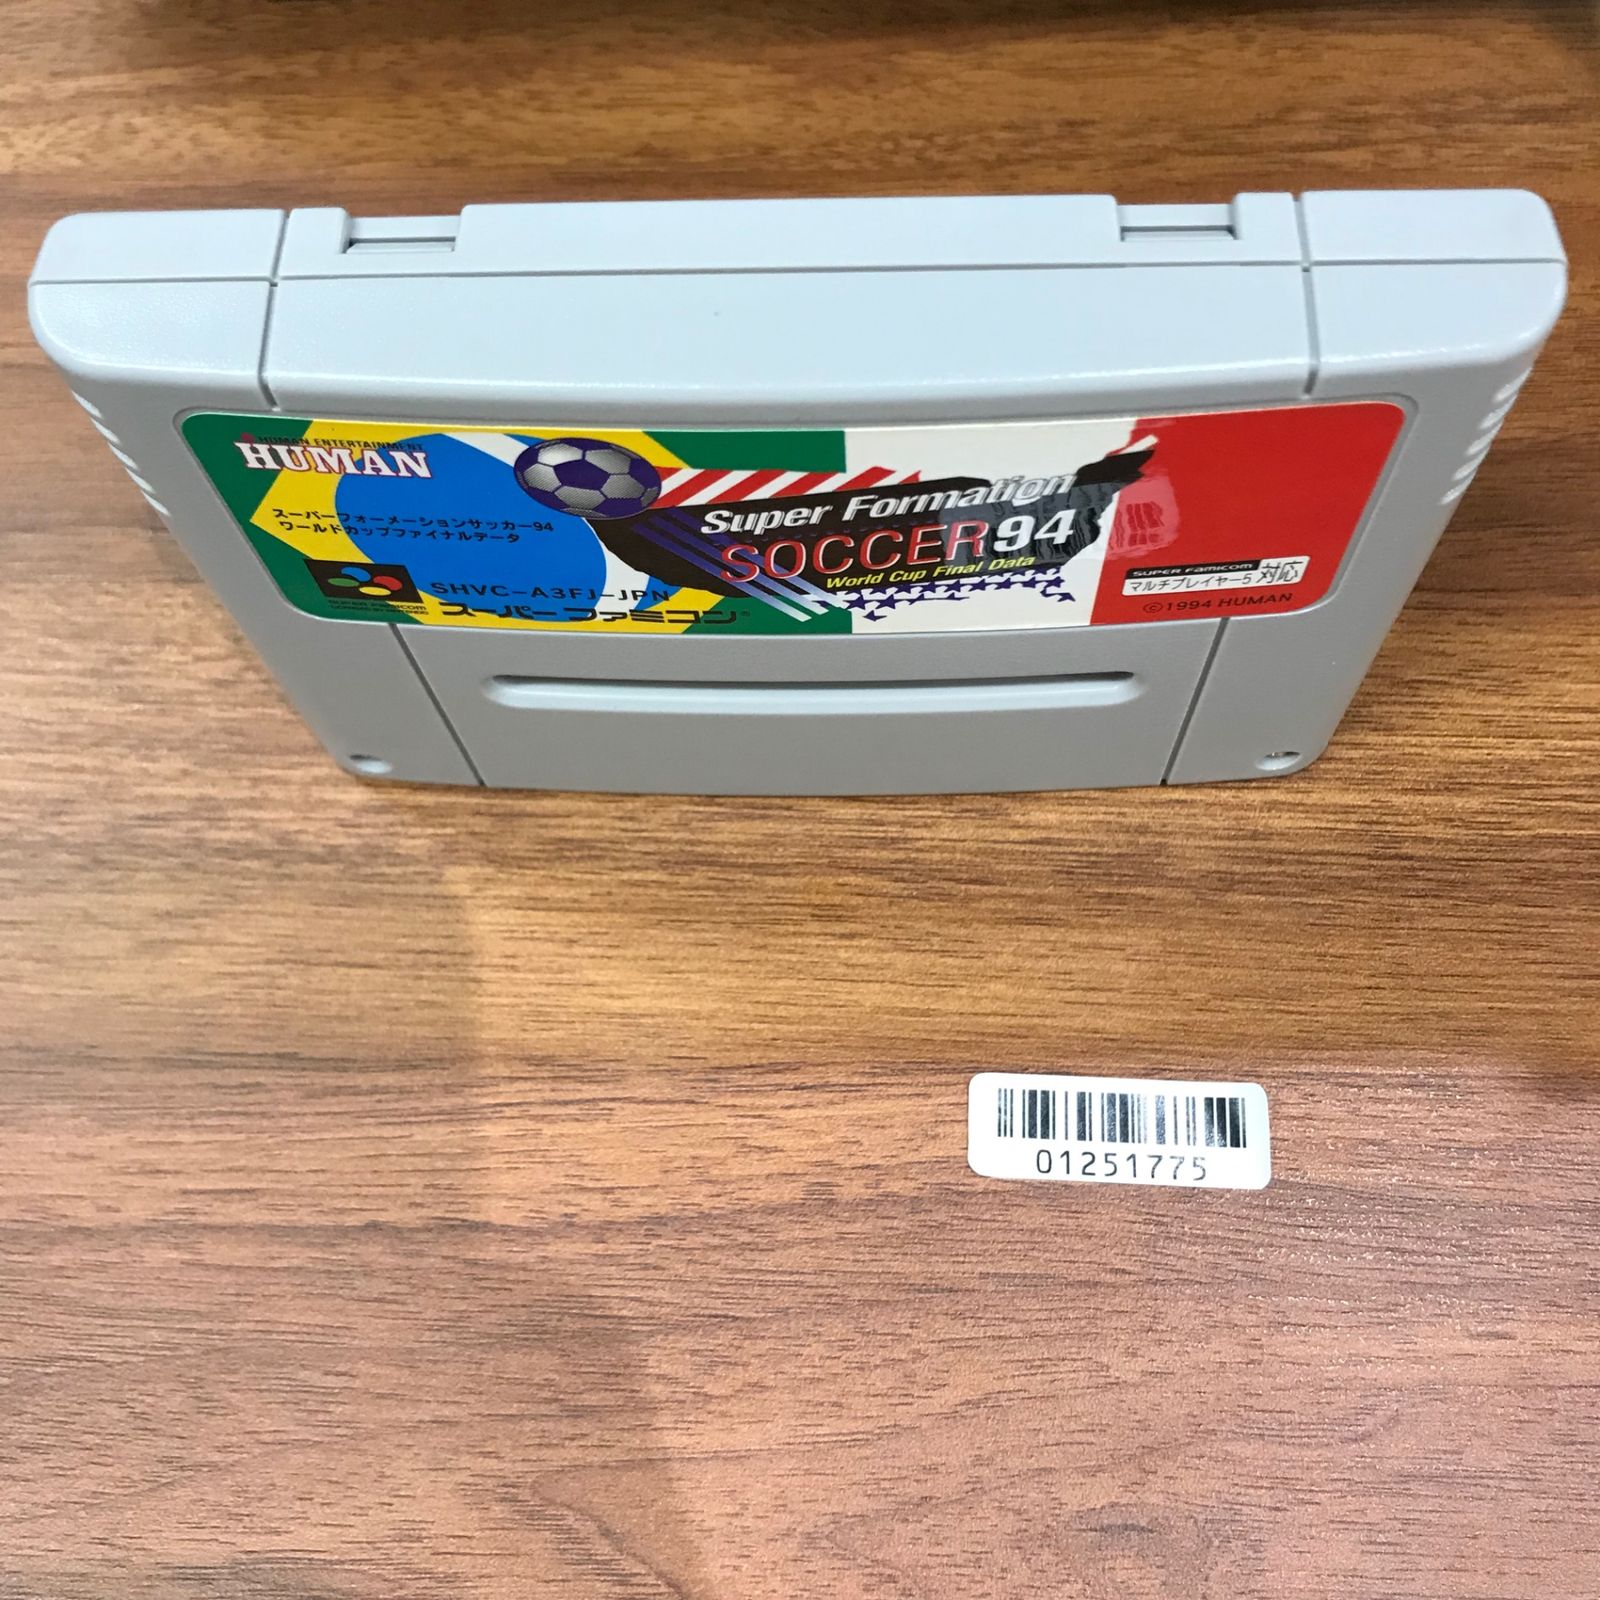 HUMAN ENTERTAINMENT
HUMAN
スーパーフォーメーションサッカー94
ワールドカップファイナルデータ
Super Formation
SOCCER94
World Cup Final Data
SUPER FAMICOM
SHVC-A3FJ-JPN
スーパーファミコン®
SUPER FAMICOM
マルチプレイヤー5 対応
©1994 HUMAN
01251775